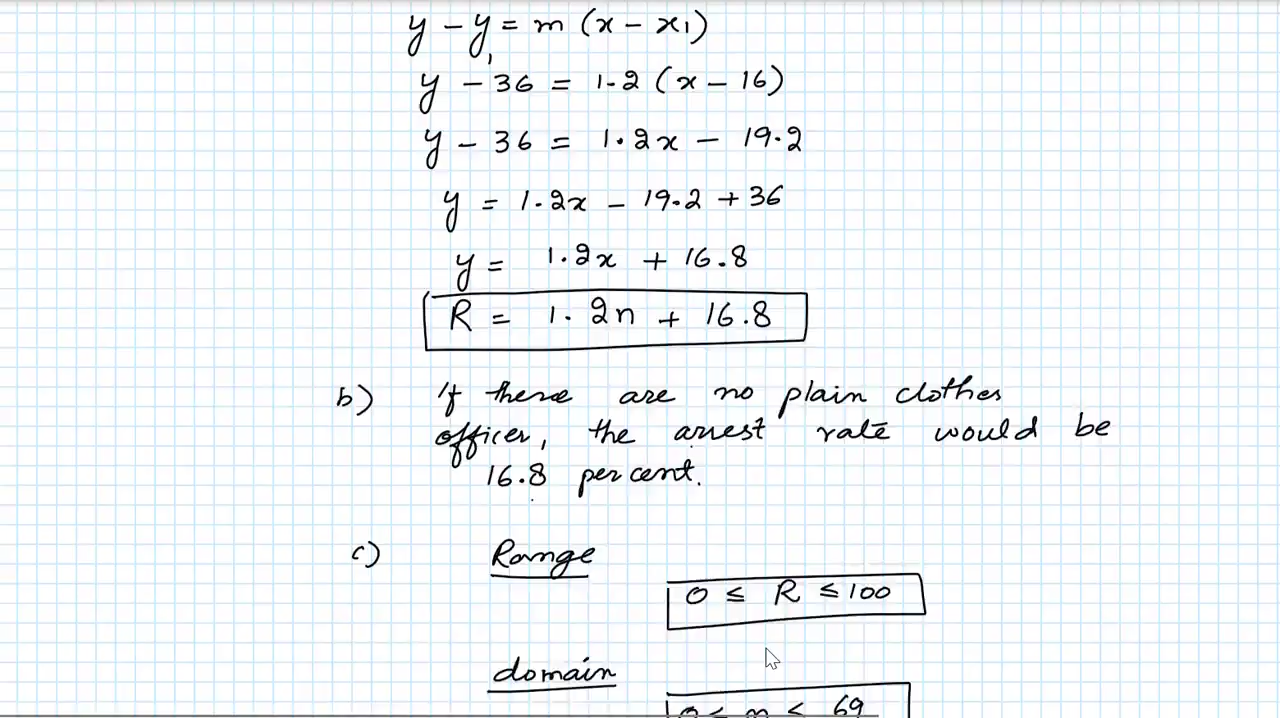 y - y₁ = m (x - x₁)
y - 36 = 1.2 (x - 16)
y - 36 = 1.2x - 19.2
y = 1.2x - 19.2 + 36
y = 1.2x + 16.8
R = 1.2n + 16.8
b) If there are no plain clothes
officer, the arrest rate would be
16.8 percent.
c) Range
0 ≤ R ≤ 100
domain
0 ≤ n ≤ 69